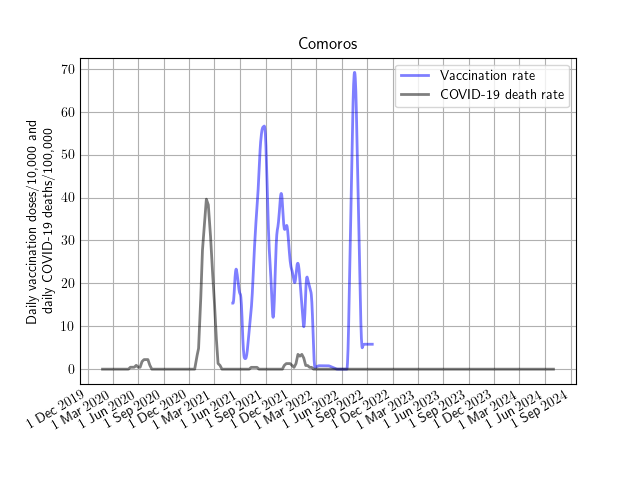 Comoros
Vaccination rate
COVID-19 death rate
Daily vaccination doses/10,000 and
daily COVID-19 deaths/100,000
70
60
50
40
30
20
10
0
1 Dec 2019
1 Mar 2020
1 Jun 2020
1 Sep 2020
1 Dec 2020
1 Mar 2021
1 Jun 2021
1 Sep 2021
1 Dec 2021
1 Mar 2022
1 Jun 2022
1 Sep 2022
1 Dec 2022
1 Mar 2023
1 Jun 2023
1 Sep 2023
1 Dec 2023
1 Mar 2024
1 Jun 2024
1 Sep 2024